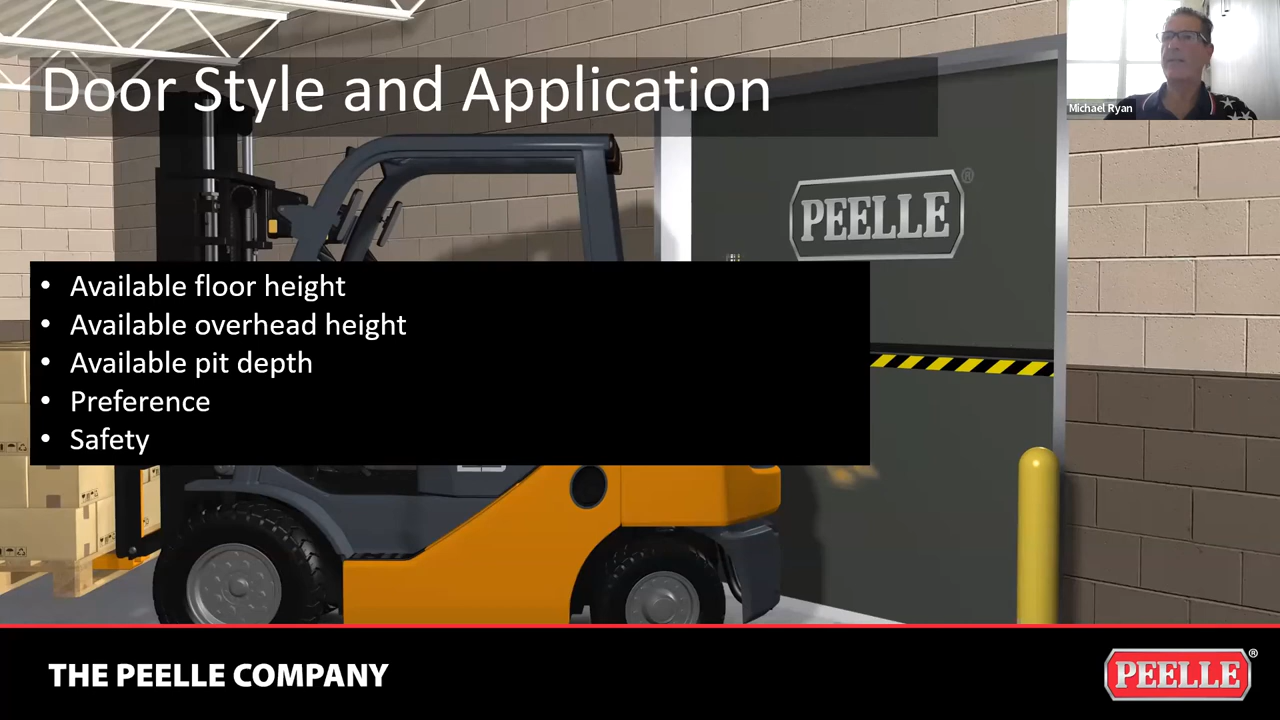 Door Style and Application
Michael Ryan
PEELLE ®
• Available floor height
• Available overhead height
• Available pit depth
• Preference
• Safety
THE PEELLE COMPANY
PEELLE ®